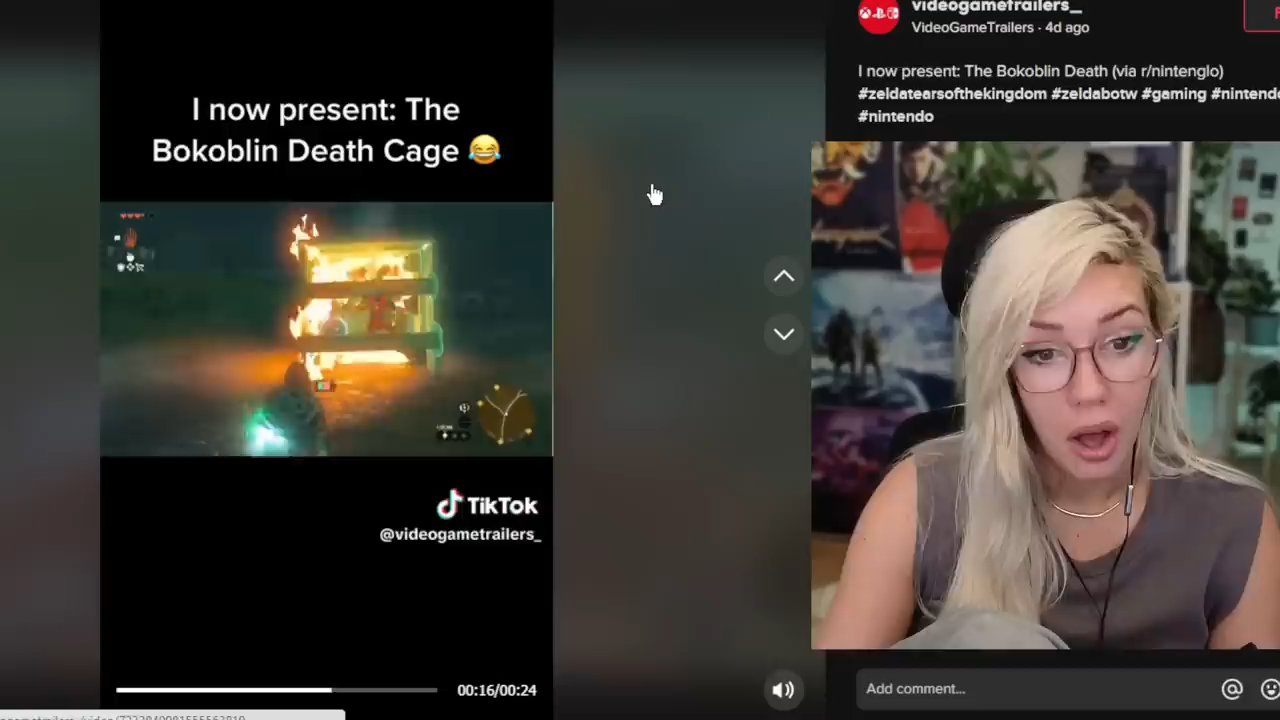 I now present: The
Bokoblin Death Cage 😂
TikTok
@videogametrailers_
00:16/00:24
videogametrailers_
VideoGameTrailers · 4d ago
I now present: The Bokoblin Death (via r/nintenglo)
#zeldatearsofthekingdom #zeldabotw #gaming #nintendo
#nintendo
Add comment...